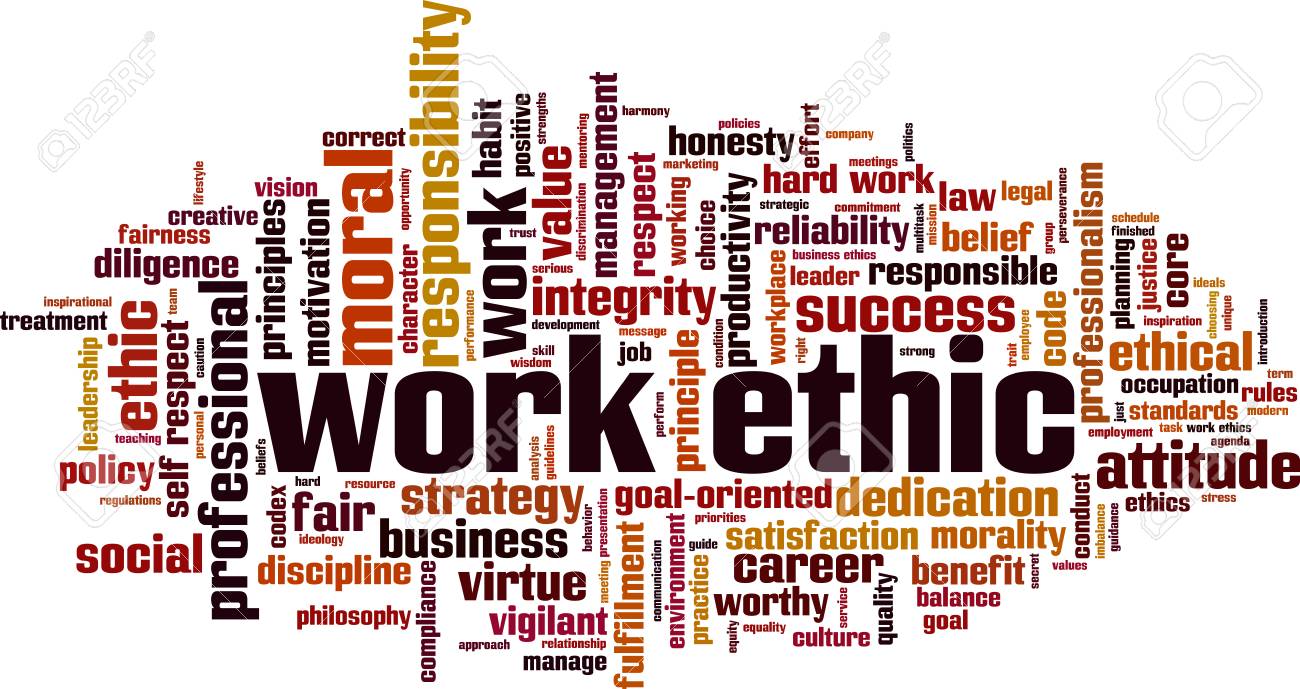 responsibility
correct
habit
positive
strengths
value
mentoring
management
harmony
policies
honesty
marketing
effort
company
politics
lifestyle
vision
moral
opportunity
creative
fairness
diligence
principles
motivation
character
performance
work
trust
serious
discrimination
respect
working
choice
productivity
hard work
meetings
strategic
commitment
reliability
business ethics
multitask
mission
law
legal
belief
group
perseverance
professionalism
schedule
finished
planning
justice
core
ideals
choosing
unique
introduction
inspiration
inspirational
treatment
team
ethic
leadership
teaching
self respect
caution
personal
professional
integrity
development
skill
wisdom
message
job
condition
workplace
leader
responsible
success
right
employee
trait
code
strong
ethical
occupation
term
rules
just
standards
modern
task
work ethics
employment
agenda
work ethic
principle
perform
beliefs
policy
regulations
attitude
ethics
stress
hard
resource
codex
fair
ideology
strategy
analysis
guidelines
goal-oriented
priorities
dedication
satisfaction
morality
conduct
imbalance
guidance
values
secret
social
business
behavior
presentation
discipline
virtue
meeting
fulfillment
communication
environment
guide
practice
career
benefit
balance
goal
philosophy
compliance
vigilant
approach
relationship
manage
worthy
equity
equality
service
culture
quality
123RF
123RF
123RF
123RF